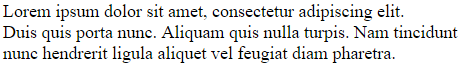 Lorem ipsum dolor sit amet, consectetur adipiscing elit.
Duis quis porta nunc. Aliquam quis nulla turpis. Nam tincidunt
nunc hendrerit ligula aliquet vel feugiat diam pharetra.